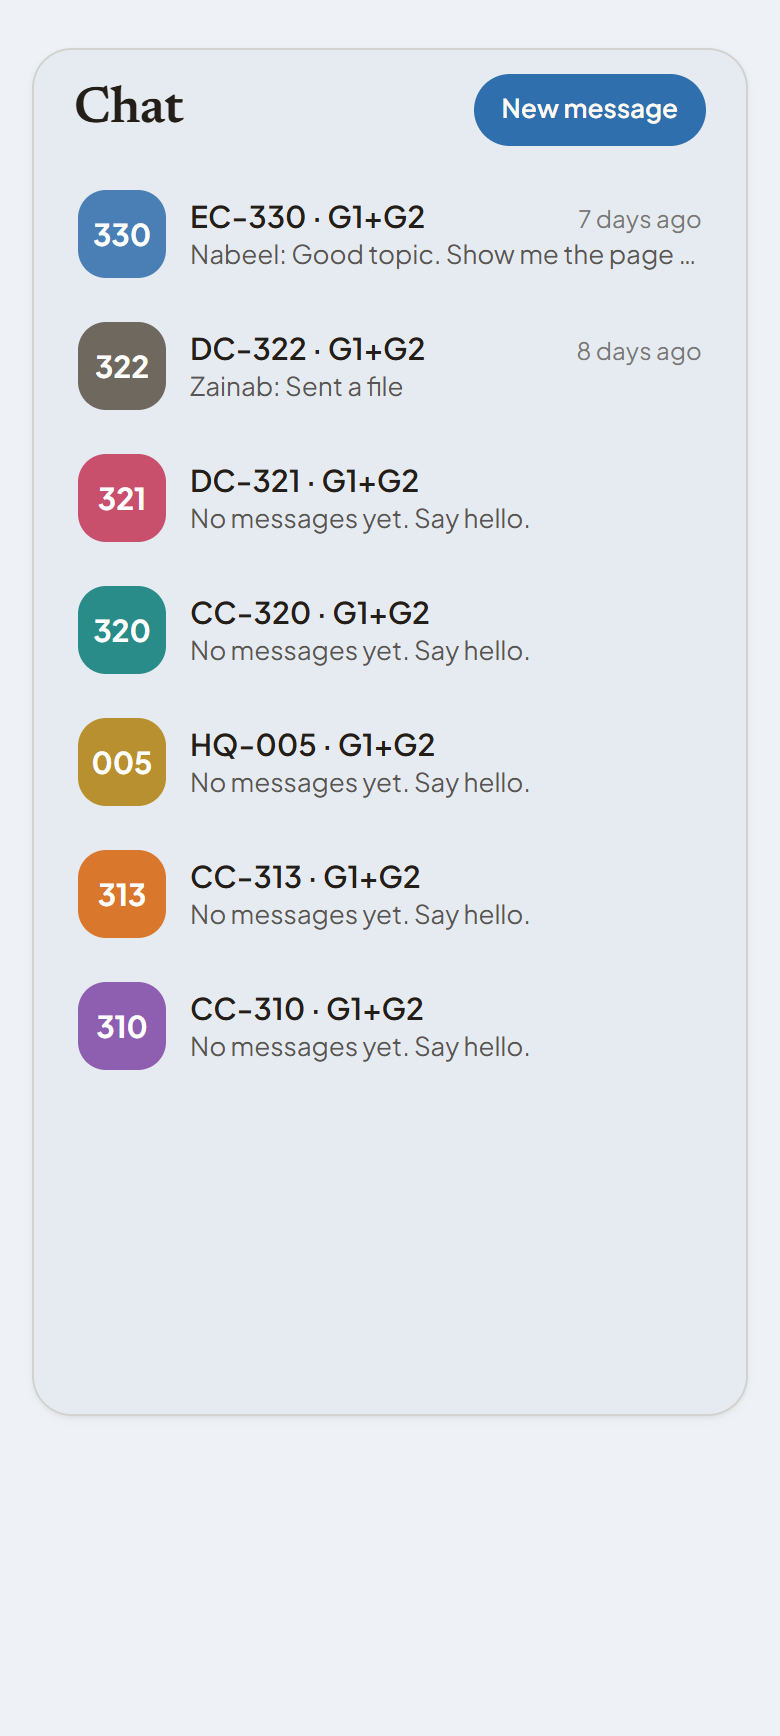 Chat
New message
330
EC-330 · G1+G2
7 days ago
Nabeel: Good topic. Show me the page ...
322
DC-322 · G1+G2
8 days ago
Zainab: Sent a file
321
DC-321 · G1+G2
No messages yet. Say hello.
320
CC-320 · G1+G2
No messages yet. Say hello.
005
HQ-005 · G1+G2
No messages yet. Say hello.
313
CC-313 · G1+G2
No messages yet. Say hello.
310
CC-310 · G1+G2
No messages yet. Say hello.